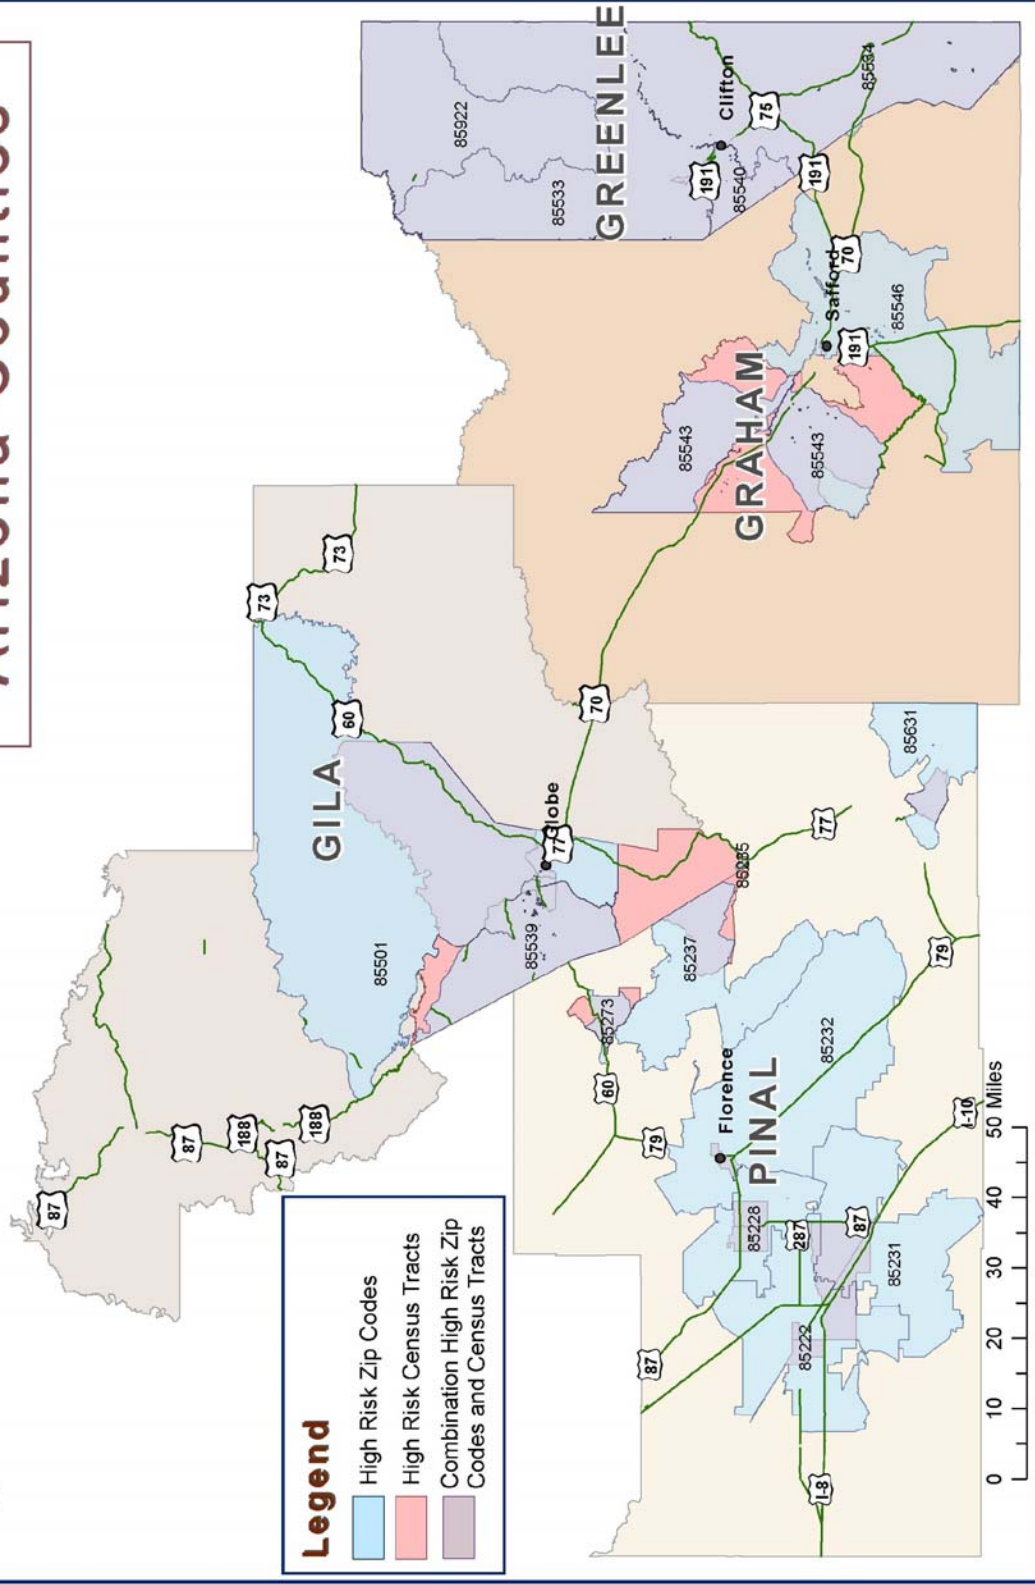 Legend
High Risk Zip Codes
High Risk Census Tracts
Combination High Risk Zip
Codes and Census Tracts
GILA
GRAHAM
GREENLEE
PINAL
Globe
Safford
Clifton
Florence
87
87
188
87
188
73
73
60
77
70
85501
85539
85922
85533
85540
85534
191
75
191
70
191
85543
85543
85546
85631
77
85235
85237
85273
60
79
79
85232
85228
287
87
85231
85222
87
I-8
I-10
0 10 20 30 40 50 Miles